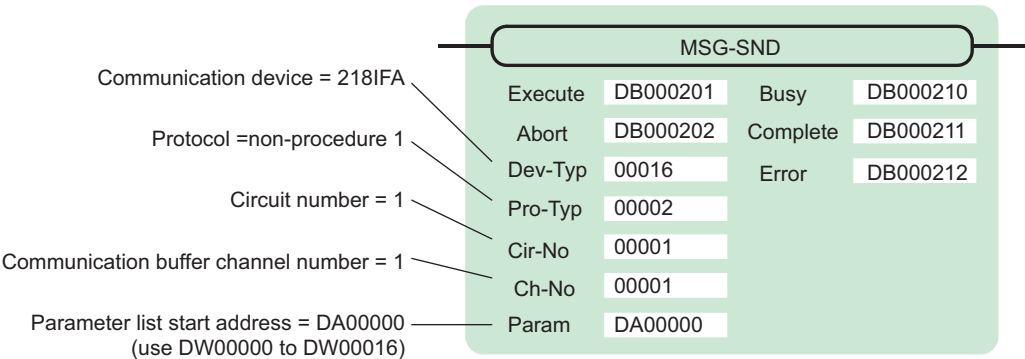 MSG-SND
Communication device = 218IFA
Protocol =non-procedure 1
Circuit number = 1
Communication buffer channel number = 1
Parameter list start address = DA00000
(use DW00000 to DW00016)
Execute DB000201 Busy DB000210
Abort DB000202 Complete DB000211
Dev-Typ 00016 Error DB000212
Pro-Typ 00002
Cir-No 00001
Ch-No 00001
Param DA00000